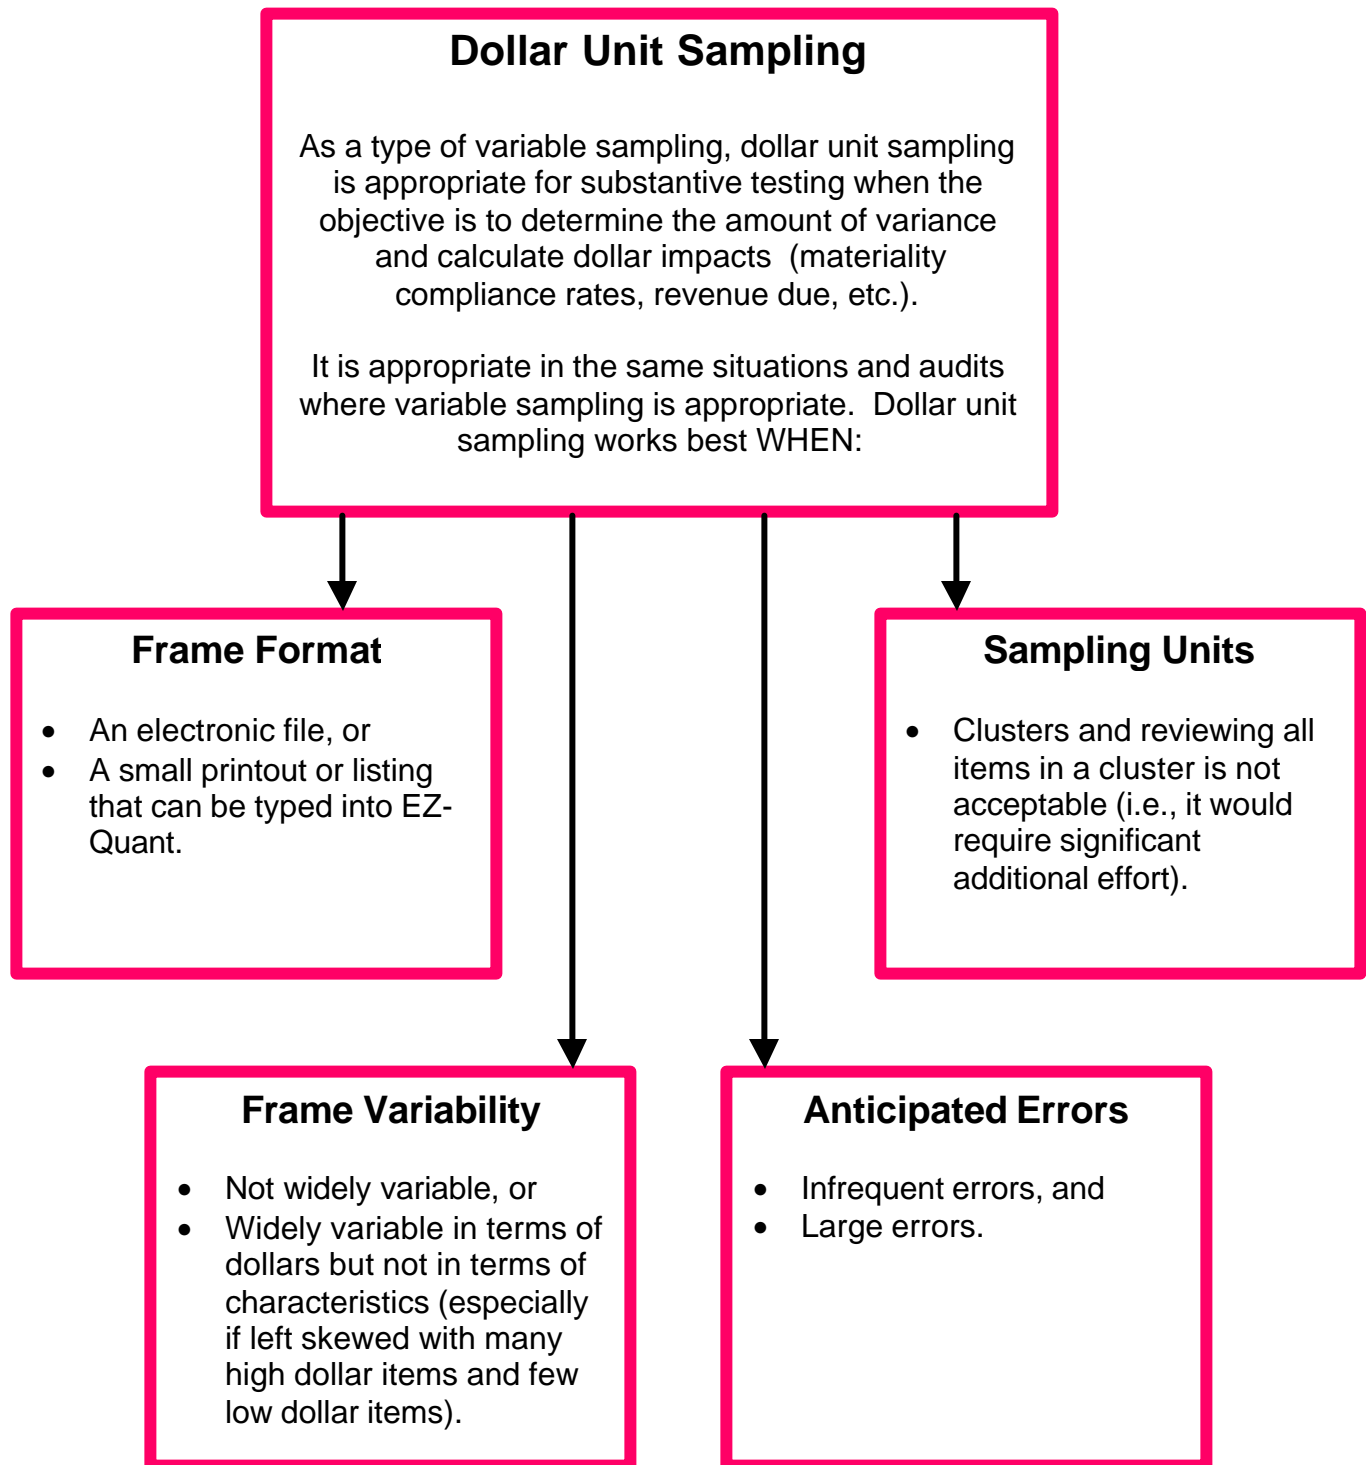 Dollar Unit Sampling
As a type of variable sampling, dollar unit sampling
is appropriate for substantive testing when the
objective is to determine the amount of variance
and calculate dollar impacts  (materiality
compliance rates, revenue due, etc.).
It is appropriate in the same situations and audits
where variable sampling is appropriate.  Dollar unit
sampling works best WHEN:
Frame Format
• An electronic file, or
• A small printout or listing
that can be typed into EZ-
Quant.
Sampling Units
• Clusters and reviewing all
items in a cluster is not
acceptable (i.e., it would
require significant
additional effort).
Frame Variability
• Not widely variable, or
• Widely variable in terms of
dollars but not in terms of
characteristics (especially
if left skewed with many
high dollar items and few
low dollar items).
Anticipated Errors
• Infrequent errors, and
• Large errors.